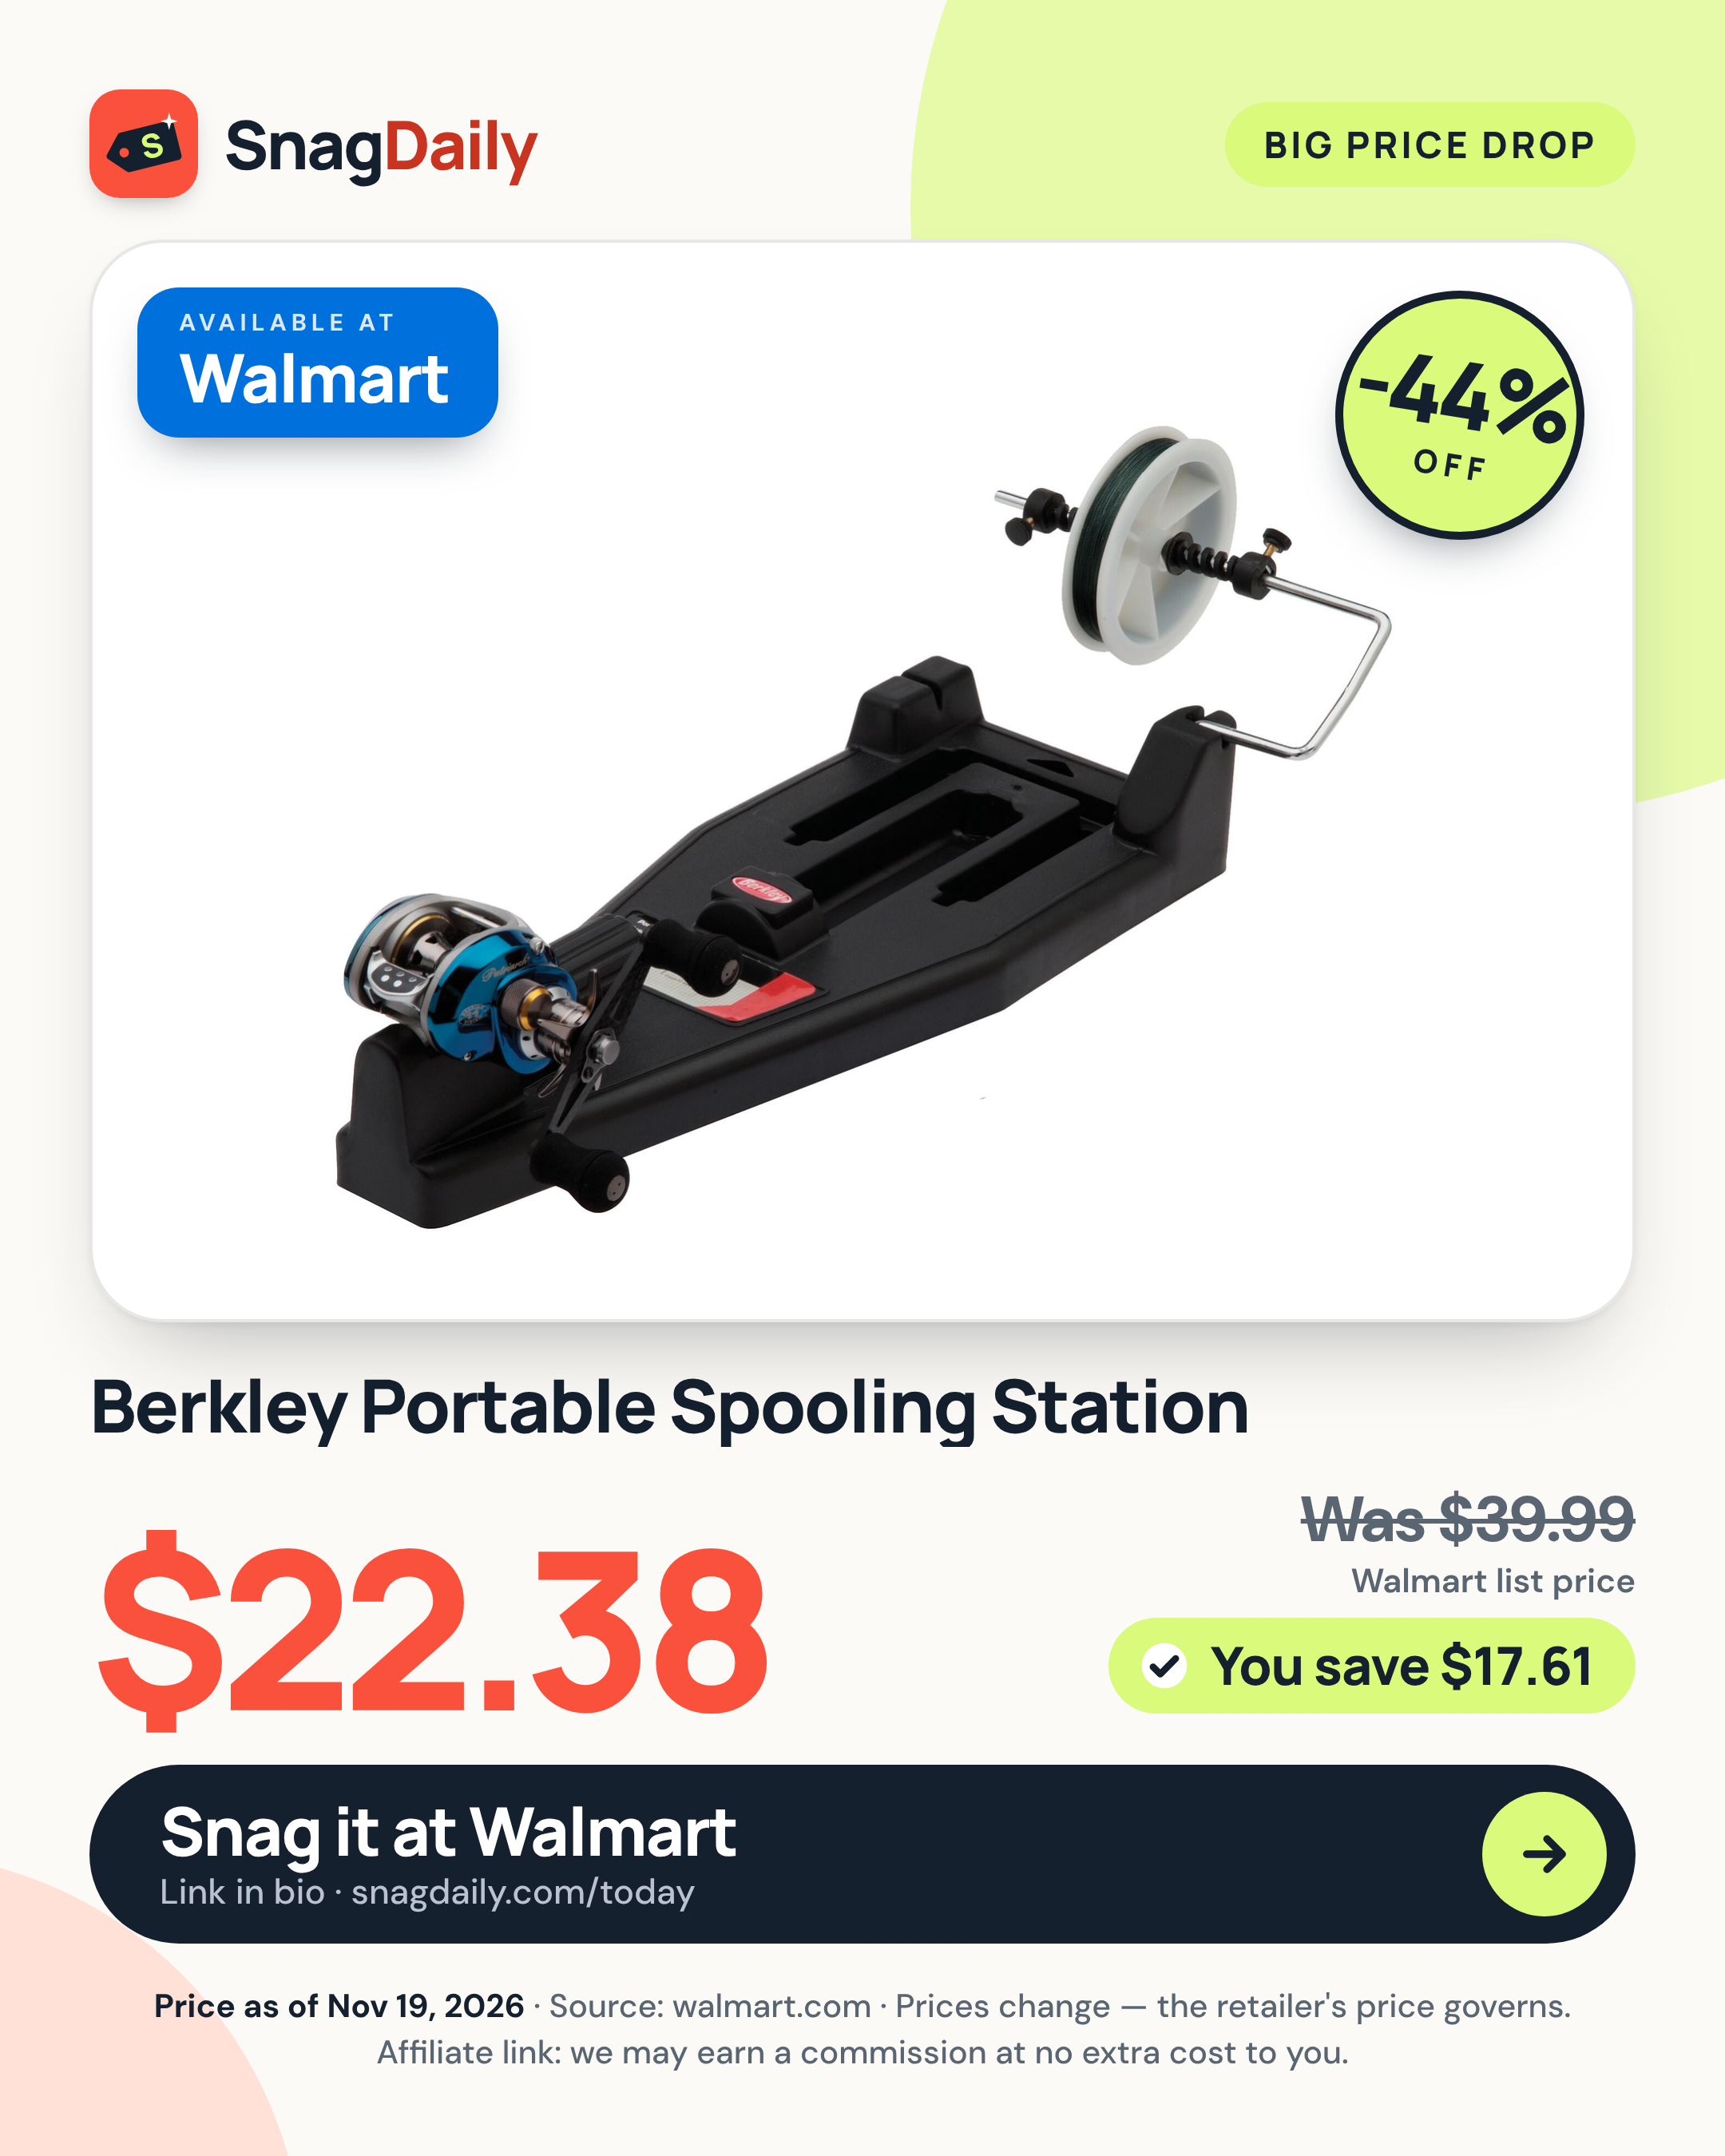 S
SnagDaily
BIG PRICE DROP
AVAILABLE AT
Walmart
-44%
OFF
Berkley
Berkley Portable Spooling Station
Was $39.99
Walmart list price
$22.38
You save $17.61
Snag it at Walmart
Link in bio · snagdaily.com/today
Price as of Nov 19, 2026 · Source: walmart.com · Prices change — the retailer's price governs.
Affiliate link: we may earn a commission at no extra cost to you.